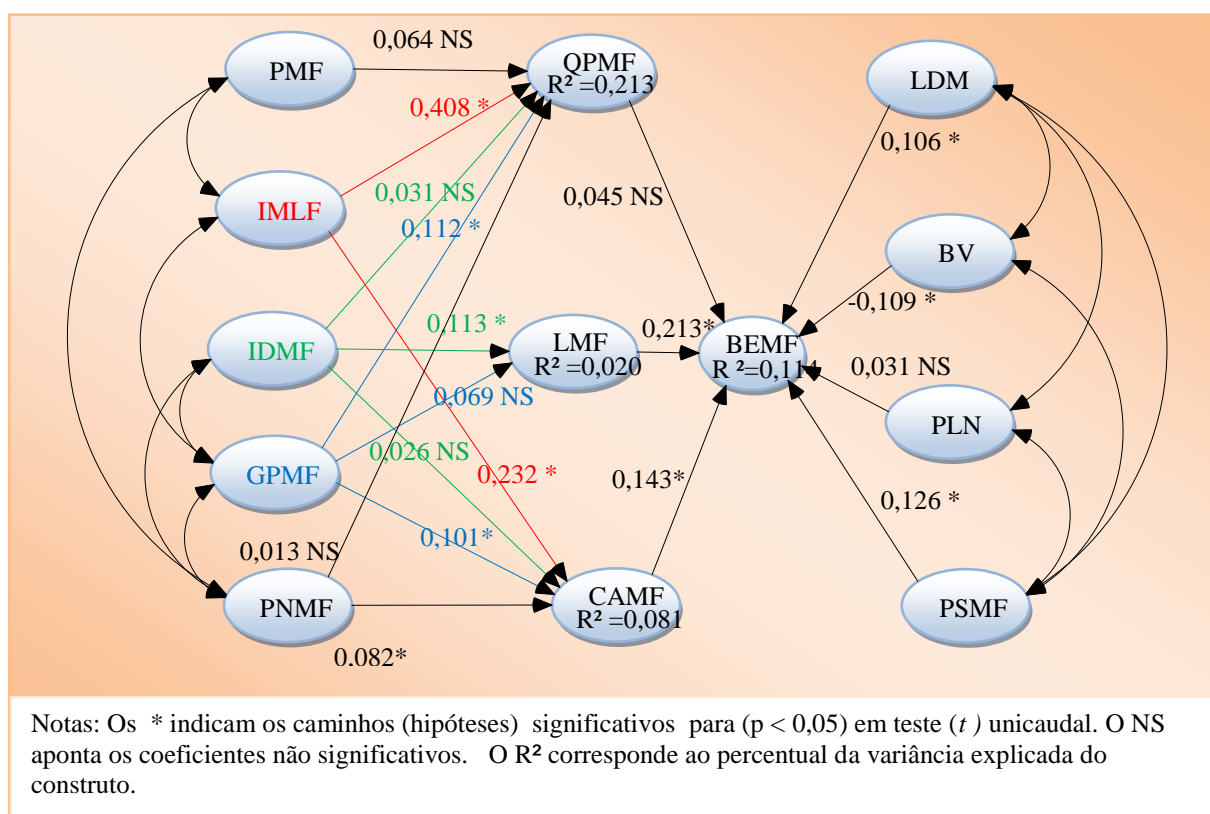 0,064 NS
PMF
QPMF
R² =0,213
LDM
0,408 *
0,106 *
0,031 NS
0,045 NS
IMLF
0,112 *
BV
-0,109 *
0,113 *
0,213*
IDMF
LMF
R² =0,020
BEMF
R ²=0,114
0,031 NS
0,069 NS
PLN
0,026 NS
GPMF
0,232 *
0,143*
0,126 *
0,101*
0,013 NS
PNMF
CAMF
R² =0,081
PSMF
0,082*
Notas: Os * indicam os caminhos (hipóteses) significativos para (p < 0,05) em teste (t ) unicaudal. O NS
aponta os coeficientes não significativos. O R² corresponde ao percentual da variância explicada do
construto.